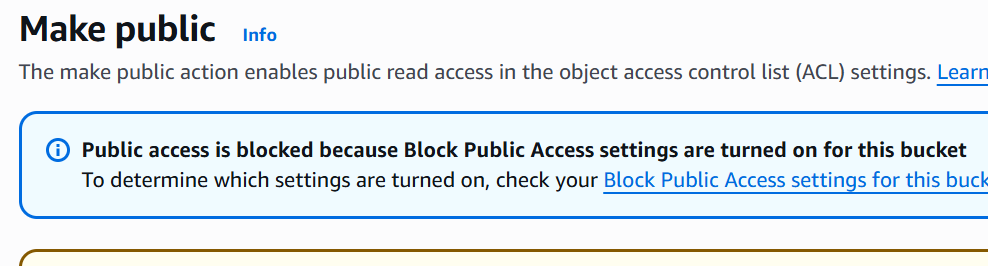 Make public Info
The make public action enables public read access in the object access control list (ACL) settings. Learn
Public access is blocked because Block Public Access settings are turned on for this bucket
To determine which settings are turned on, check your Block Public Access settings for this buck